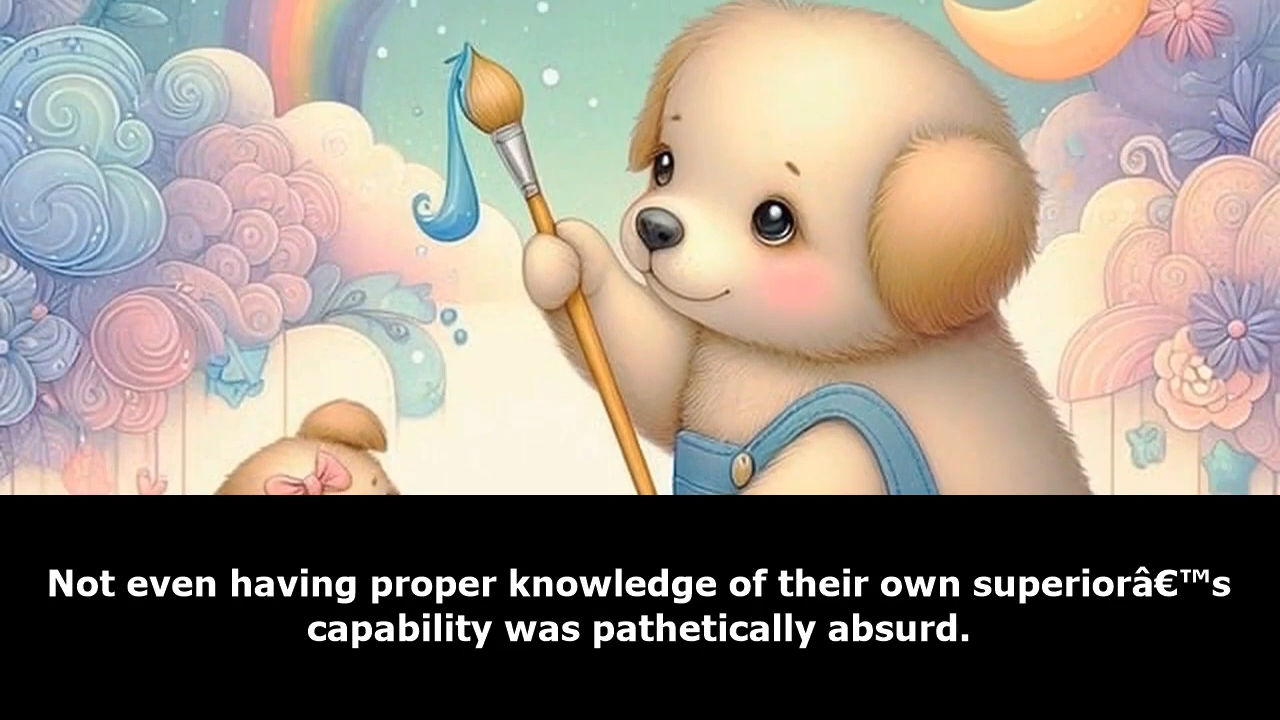 Not even having proper knowledge of their own superiorâ€™s
capability was pathetically absurd.